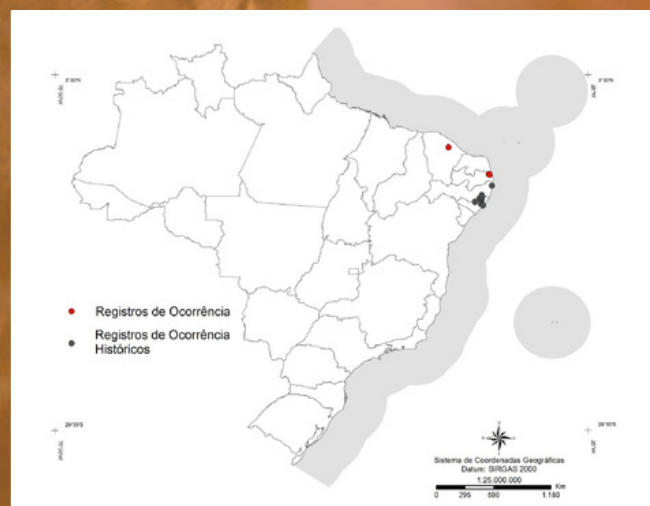 Registros de Ocorrência
Registros de Ocorrência
Históricos
Sistema de Coordenadas Geográficas
Datum: SIRGAS 2000
1:25.000.000
Km
0 295 590 1.180